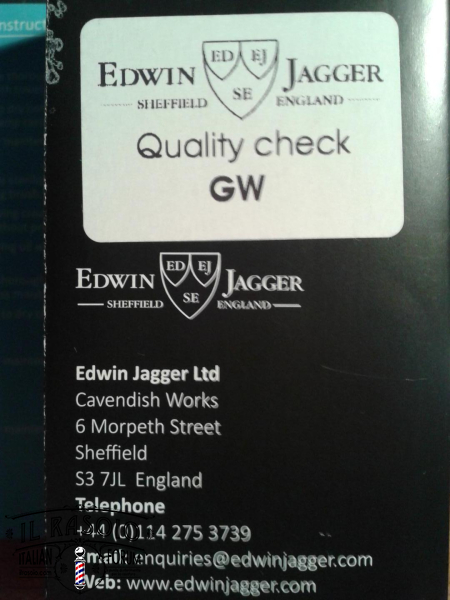 nstruct
EDWIN ED EJ SE JAGGER
SHEFFIELD ENGLAND
Quality check
GW
EDWIN ED EJ SE JAGGER
SHEFFIELD ENGLAND
Edwin Jagger Ltd
Cavendish Works
6 Morpeth Street
Sheffield
S3 7JL England
Telephone
+44 (0)114 275 3739
Email: enquiries@edwinjagger.com
Web: www.edwinjagger.com